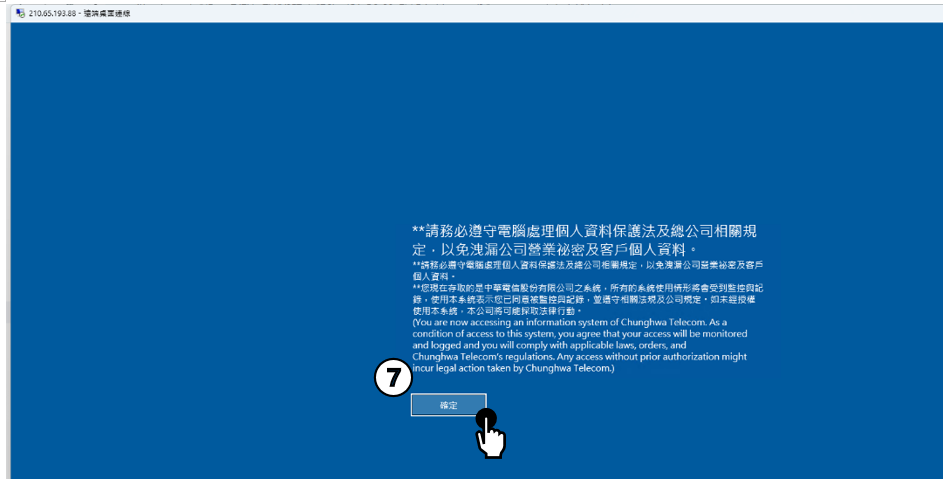 210.65.193.88 - 遠端桌面連線
**請務必遵守電腦處理個人資料保護法及總公司相關規
定，以免洩漏公司營業祕密及客戶個人資料。
**請務必遵守電腦處理個人資料保護法及總公司相關規定，以免洩漏公司營業祕密及客戶
個人資料。
**您現在存取的是中華電信股份有限公司之系統，所有的系統使用情形將會受到監控與記
錄，使用本系統表示您已同意被監控與記錄，並遵守相關法規及公司規定。如未經授權
使用本系統，本公司將可能採取法律行動。
(You are now accessing an information system of Chunghwa Telecom. As a
condition of access to this system, you agree that your access will be monitored
and logged and you will comply with applicable laws, orders, and
Chunghwa Telecom's regulations. Any access without prior authorization might
incur legal action taken by Chunghwa Telecom.)
7
確定